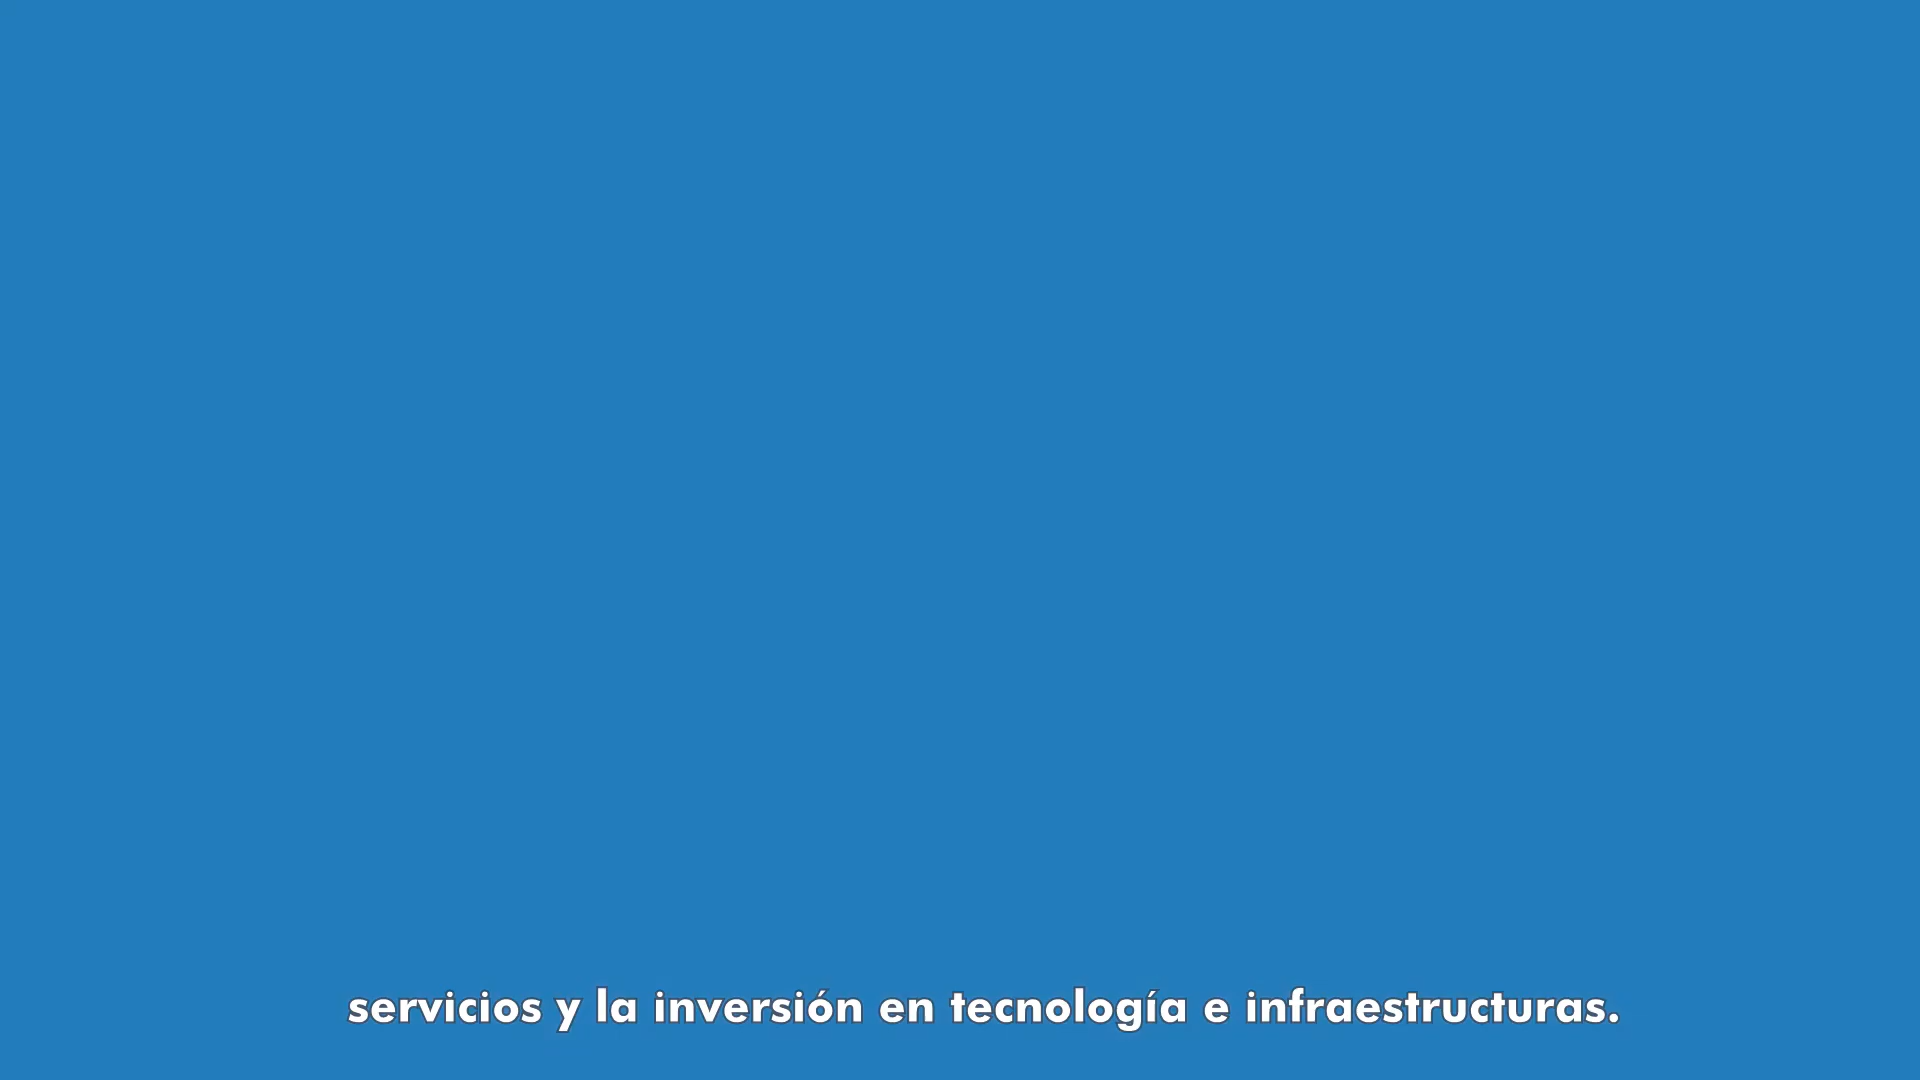 servicios y la inversión en tecnología e infraestructuras.